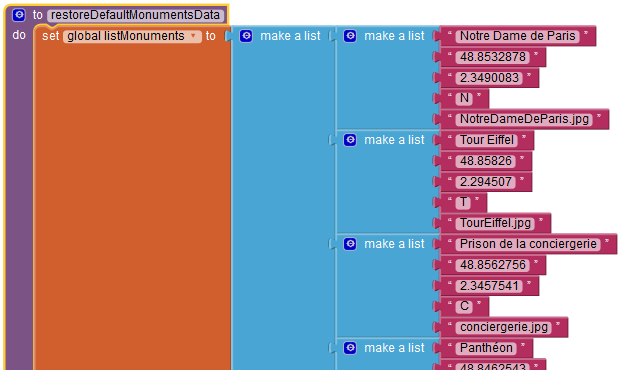 to restoreDefaultMonumentsData
do set global listMonuments to make a list make a list " Notre Dame de Paris "
" 48.8532878 "
" 2.3490083 "
" N "
" NotreDameDeParis.jpg "
make a list " Tour Eiffel "
" 48.85826 "
" 2.294507 "
" T "
" TourEiffel.jpg "
make a list " Prison de la conciergerie "
" 48.8562756 "
" 2.3457541 "
" C "
" conciergerie.jpg "
make a list " Panthéon "
" 48.8462543 "